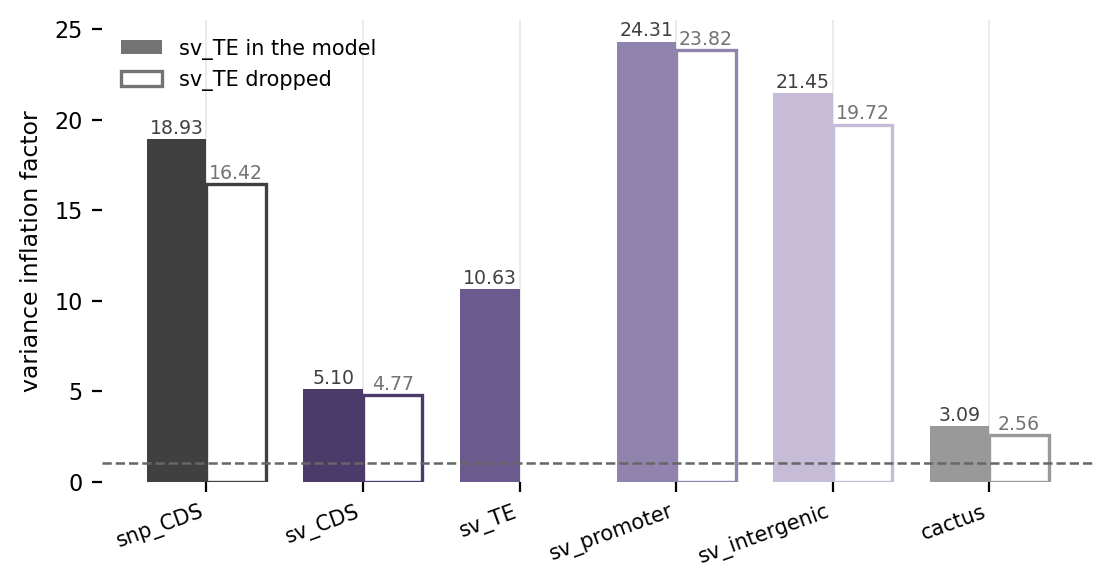 variance inflation factor
25
20
15
10
5
0
sv_TE in the model
sv_TE dropped
18.93
16.42
5.10
4.77
10.63
24.31
23.82
21.45
19.72
3.09
2.56
snp_CDS
sv_CDS
sv_TE
sv_promoter
sv_intergenic
cactus